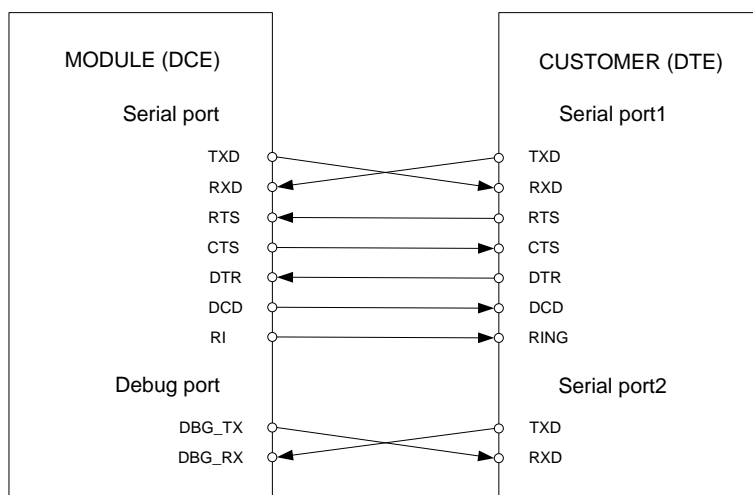 MODULE (DCE)
Serial port
TXD
RXD
RTS
CTS
DTR
DCD
RI
Debug port
DBG_TX
DBG_RX
CUSTOMER (DTE)
Serial port1
TXD
RXD
RTS
CTS
DTR
DCD
RING
Serial port2
TXD
RXD